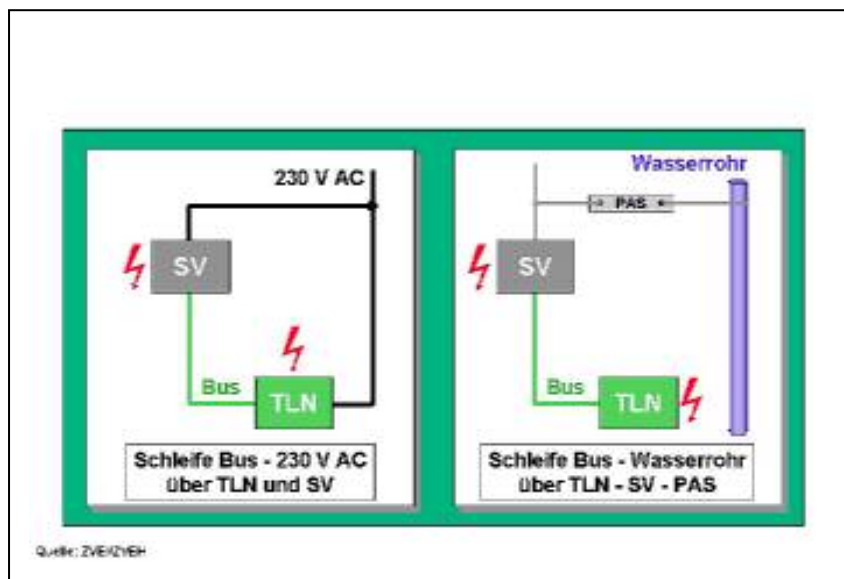 230 V AC
SV
Bus
TLN
Schleife Bus - 230 V AC
über TLN und SV
Wasserrohr
PAS
SV
Bus
TLN
Schleife Bus - Wasserrohr
über TLN - SV - PAS
Quelle: ZVEI/ZVEH